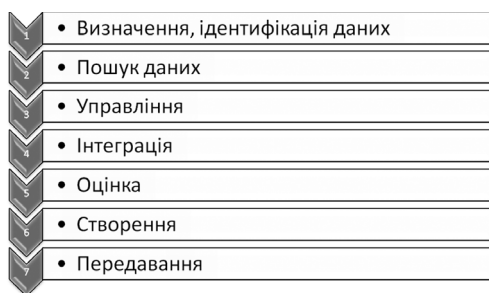 1 • Визначення, ідентифікація даних
2 • Пошук даних
3 • Управління
4 • Інтеграція
5 • Оцінка
6 • Створення
7 • Передавання